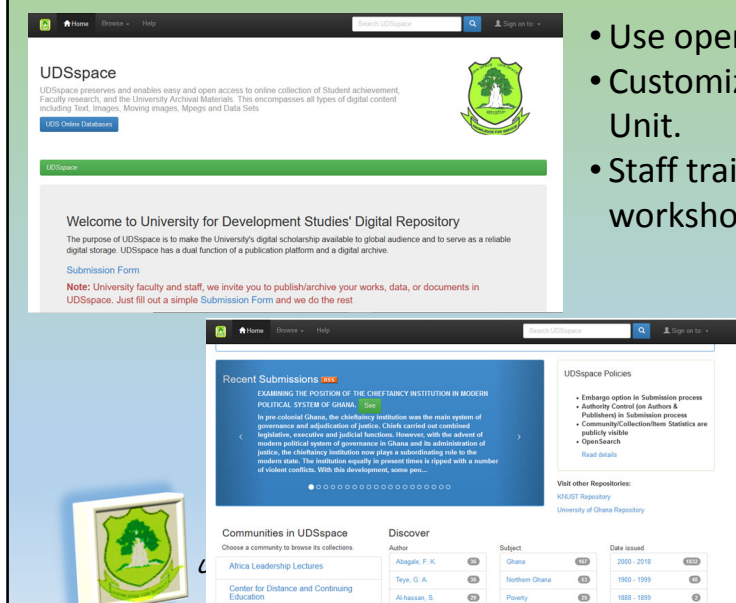 Home Browse Help Search UDSspace Sign on to:
UDSspace
UDSspace preserves and enables easy and open access to online collection of Student achievement,
Faculty research, and the University Archival Materials. This encompasses all types of digital content
including Text, Images, Moving images, Mpegs and Data Sets
UDS Online Databases
UDSspace
Welcome to University for Development Studies' Digital Repository
The purpose of UDSspace is to make the University's digital scholarship available to global audience and to serve as a reliable
digital storage. UDSspace has a dual function of a publication platform and a digital archive.
Submission Form
Note: University faculty and staff, we invite you to publish/archive your works, data, or documents in
UDSspace. Just fill out a simple Submission Form and we do the rest
• Use oper
• Customiz
Unit.
• Staff trai
worksho
Home Browse Help Search UDSspace Sign on to:
Recent Submissions RSS
EXAMINING THE POSITION OF THE CHIEFTAINCY INSTITUTION IN MODERN
POLITICAL SYSTEM OF GHANA. See
In pre-colonial Ghana, the chieftaincy institution was the main system of
governance and adjudication of justice. Chiefs carried out combined
legislative, executive and judicial functions. However, with the advent of
modern political system of governance in Ghana and its administration of
justice, the chieftaincy institution now plays a subordinating role to the
modern state. The institution equally in present times is ripped with a number
of violent conflicts. With this development, some peo...
UDSspace Policies
• Embargo option in Submission process
• Authority Control (on Authors &
Publishers) in Submission process
• Community/Collection/Item Statistics are
publicly visible
• OpenSearch
Read details
Visit other Repositories:
KNUST Repository
University of Ghana Repository
Communities in UDSspace
Choose a community to browse its collections.
Africa Leadership Lectures
Center for Distance and Continuing
Education
Discover
Author
Abagale, F. K. 36
Teye, G. A. 36
Al-hassan, S. 29
Subject
Ghana 167
Northern Ghana 53
Poverty 25
Date issued
2000 - 2018 1032
1900 - 1999 48
1888 - 1899 2